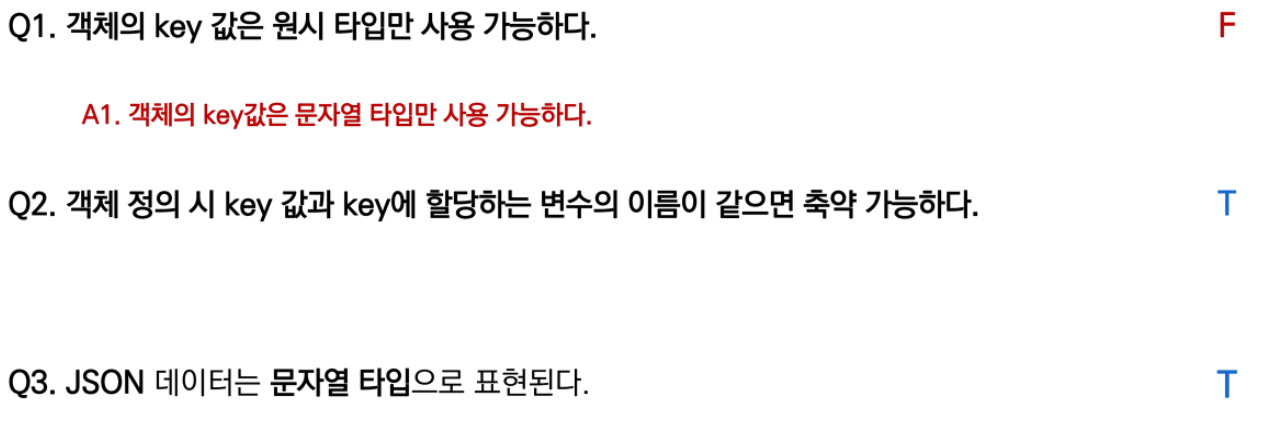 Q1. 객체의 key 값은 원시 타입만 사용 가능하다. F
A1. 객체의 key값은 문자열 타입만 사용 가능하다.
Q2. 객체 정의 시 key 값과 key에 할당하는 변수의 이름이 같으면 축약 가능하다. T
Q3. JSON 데이터는 문자열 타입으로 표현된다. T